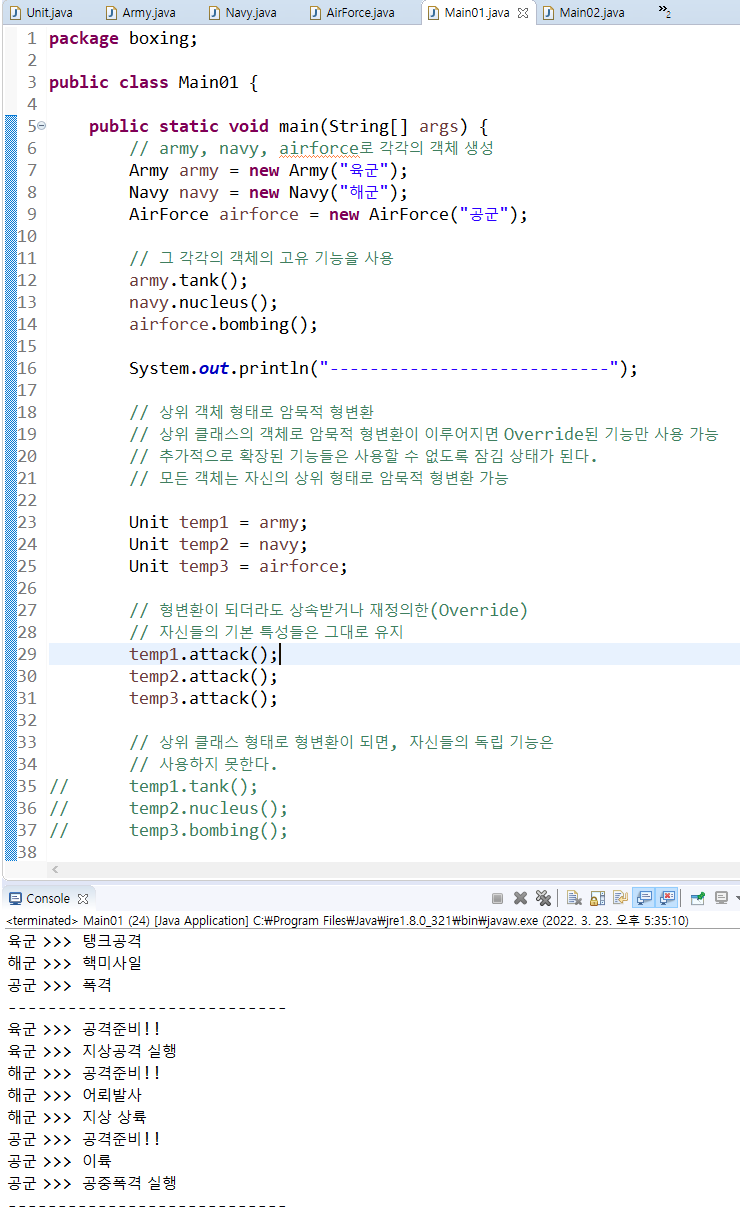 Unit.java Army.java Navy.java AirForce.java Main01.java Main02.java »2
1 package boxing;
2
3 public class Main01 {
4
5 public static void main(String[] args) {
6 // army, navy, airforce로 각각의 객체 생성
7 Army army = new Army("육군");
8 Navy navy = new Navy("해군");
9 AirForce airforce = new AirForce("공군");
10
11 // 그 각각의 객체의 고유 기능을 사용
12 army.tank();
13 navy.nucleus();
14 airforce.bombing();
15
16 System.out.println("----------------------------");
17
18 // 상위 객체 형태로 암묵적 형변환
19 // 상위 클래스의 객체로 암묵적 형변환이 이루어지면 Override된 기능만 사용 가능
20 // 추가적으로 확장된 기능들은 사용할 수 없도록 잠김 상태가 된다.
21 // 모든 객체는 자신의 상위 형태로 암묵적 형변환 가능
22
23 Unit temp1 = army;
24 Unit temp2 = navy;
25 Unit temp3 = airforce;
26
27 // 형변환이 되더라도 상속받거나 재정의한(Override)
28 // 자신들의 기본 특성들은 그대로 유지
29 temp1.attack();
30 temp2.attack();
31 temp3.attack();
32
33 // 상위 클래스 형태로 형변환이 되면, 자신들의 독립 기능은
34 // 사용하지 못한다.
35 // temp1.tank();
36 // temp2.nucleus();
37 // temp3.bombing();
38
Console
<terminated> Main01 (24) [Java Application] C:₩Program Files₩Java₩jre1.8.0_321₩bin₩javaw.exe (2022. 3. 23. 오후 5:35:10)
육군 >>> 탱크공격
해군 >>> 핵미사일
공군 >>> 폭격
----------------------------
육군 >>> 공격준비!!
육군 >>> 지상공격 실행
해군 >>> 공격준비!!
해군 >>> 어뢰발사
해군 >>> 지상 상륙
공군 >>> 공격준비!!
공군 >>> 이륙
공군 >>> 공중폭격 실행
----------------------------